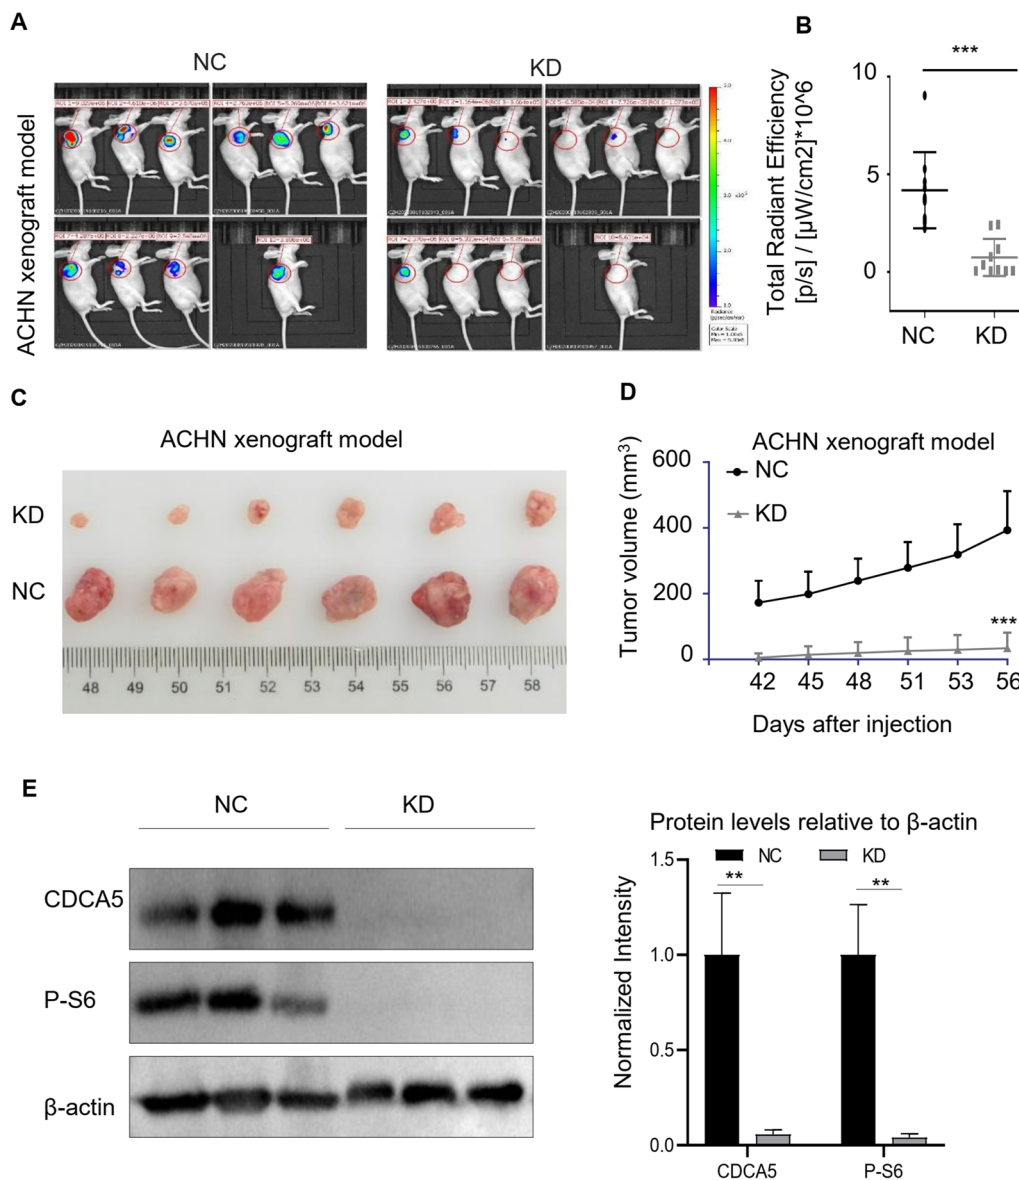 A
NC
KD
ACHN xenograft model
Radiance
Color Scale
B
***
Total Radiant Efficiency
[p/s] / [µW/cm2]*10^6
10
5
0
NC KD
C
ACHN xenograft model
KD
NC
48 49 50 51 52 53 54 55 56 57 58
D
ACHN xenograft model
NC
KD
Tumor volume (mm3)
600
400
200
0
***
42 45 48 51 53 56
Days after injection
E
NC KD
CDCA5
P-S6
β-actin
Protein levels relative to β-actin
NC KD
** **
Normalized Intensity
1.5
1.0
0.5
0.0
CDCA5 P-S6